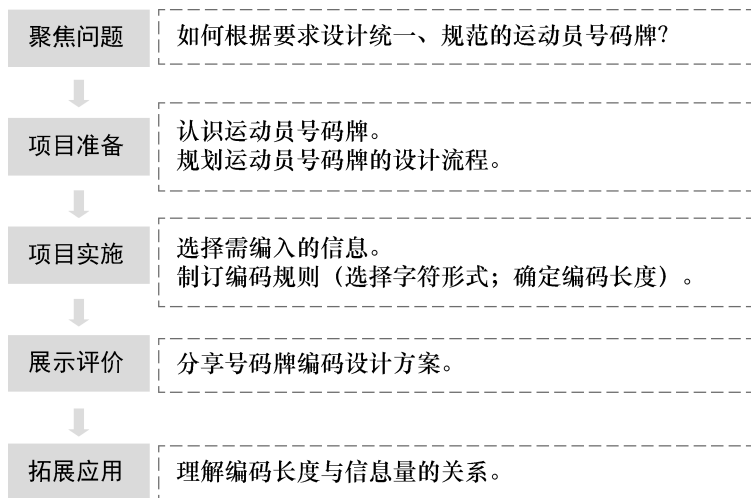 聚焦问题
如何根据要求设计统一、规范的运动员号码牌?
项目准备
认识运动员号码牌。
规划运动员号码牌的设计流程。
项目实施
选择需编入的信息。
制订编码规则（选择字符形式；确定编码长度）。
展示评价
分享号码牌编码设计方案。
拓展应用
理解编码长度与信息量的关系。